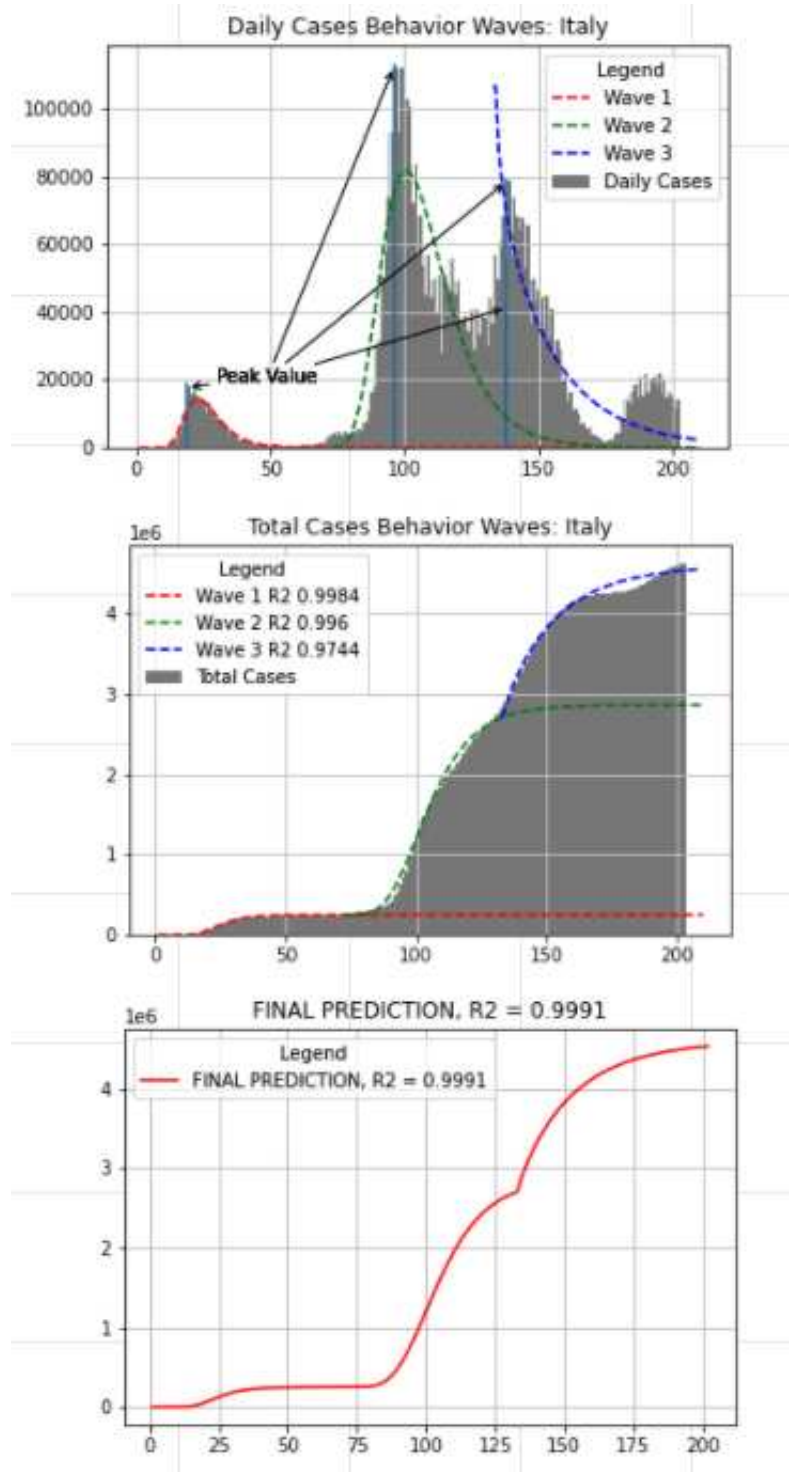 Daily Cases Behavior Waves: Italy
Legend
Wave 1
Wave 2
Wave 3
Daily Cases
100000
80000
60000
40000
20000
0
Peak Value
0 50 100 150 200
Total Cases Behavior Waves: Italy
1e6
Legend
Wave 1 R2 0.9984
Wave 2 R2 0.996
Wave 3 R2 0.9744
Total Cases
4
3
2
1
0
0 50 100 150 200
FINAL PREDICTION, R2 = 0.9991
1e6
Legend
FINAL PREDICTION, R2 = 0.9991
4
3
2
1
0
0 25 50 75 100 125 150 175 200